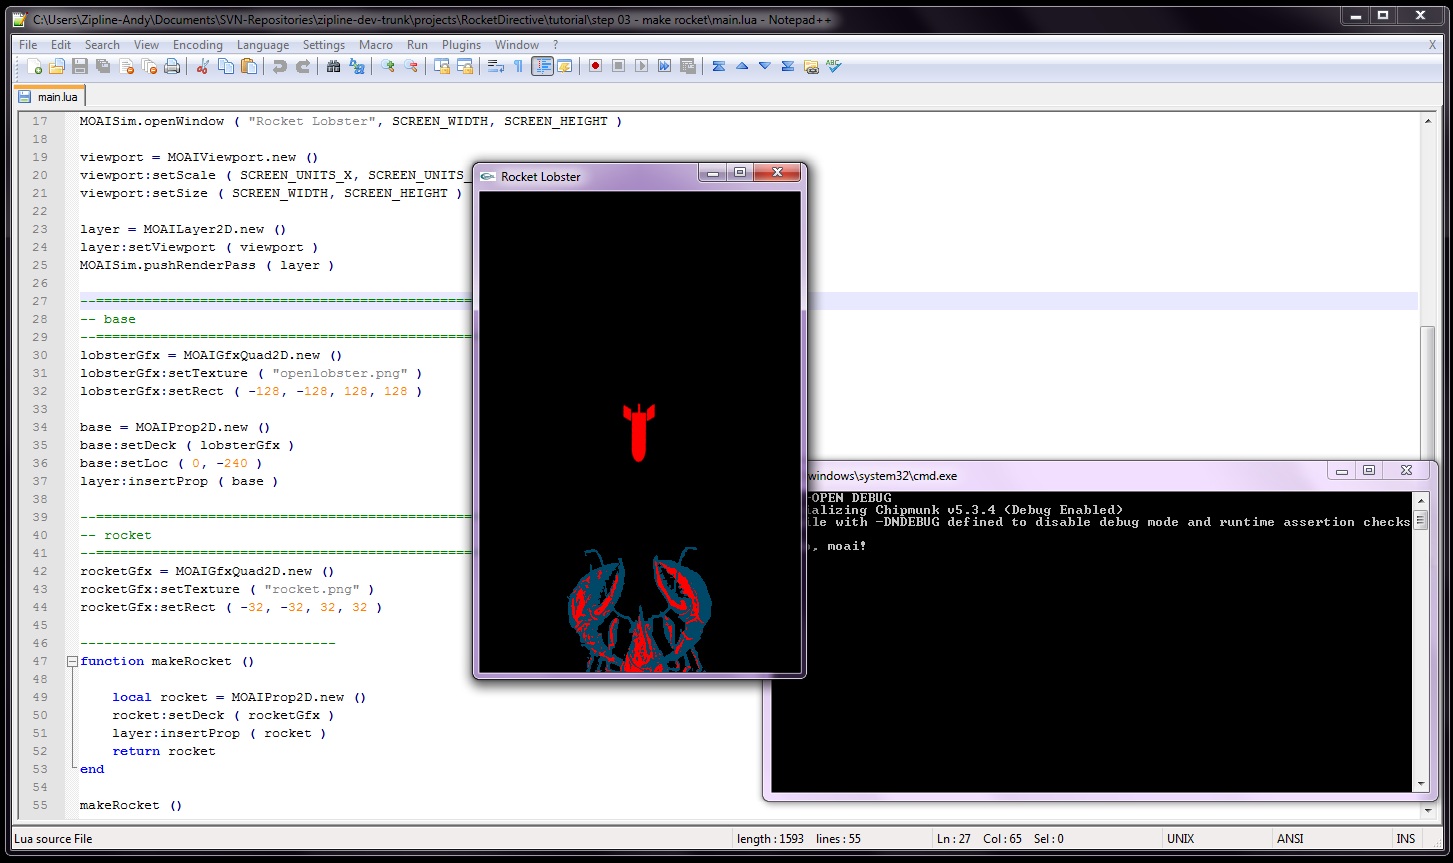 C:\Users\Zipline-Andy\Documents\SVN-Repositories\zipline-dev-trunk\projects\RocketDirective\tutorial\step 03 - make rocket\main.lua - Notepad++
File Edit Search View Encoding Language Settings Macro Run Plugins Window ? X
main.lua
17 MOAISim.openWindow ( "Rocket Lobster", SCREEN_WIDTH, SCREEN_HEIGHT )
18
19 viewport = MOAIViewport.new ()
20 viewport:setScale ( SCREEN_UNITS_X, SCREEN_UNITS_
21 viewport:setSize ( SCREEN_WIDTH, SCREEN_HEIGHT )
22
23 layer = MOAILayer2D.new ()
24 layer:setViewport ( viewport )
25 MOAISim.pushRenderPass ( layer )
26
27 --================================================
28 -- base
29 --================================================
30 lobsterGfx = MOAIGfxQuad2D.new ()
31 lobsterGfx:setTexture ( "openlobster.png" )
32 lobsterGfx:setRect ( -128, -128, 128, 128 )
33
34 base = MOAIProp2D.new ()
35 base:setDeck ( lobsterGfx )
36 base:setLoc ( 0, -240 )
37 layer:insertProp ( base )
38
39 --================================================
40 -- rocket
41 --================================================
42 rocketGfx = MOAIGfxQuad2D.new ()
43 rocketGfx:setTexture ( "rocket.png" )
44 rocketGfx:setRect ( -32, -32, 32, 32 )
45
46 --------------------------------
47 function makeRocket ()
48
49 local rocket = MOAIProp2D.new ()
50 rocket:setDeck ( rocketGfx )
51 layer:insertProp ( rocket )
52 return rocket
53 end
54
55 makeRocket ()
Rocket Lobster
windows\system32\cmd.exe
-OPEN DEBUG
alizing Chipmunk v5.3.4 (Debug Enabled)
ile with -DNDEBUG defined to disable debug mode and runtime assertion checks
, moai!
Lua source File length : 1593 lines : 55 Ln : 27 Col : 65 Sel : 0 UNIX ANSI INS